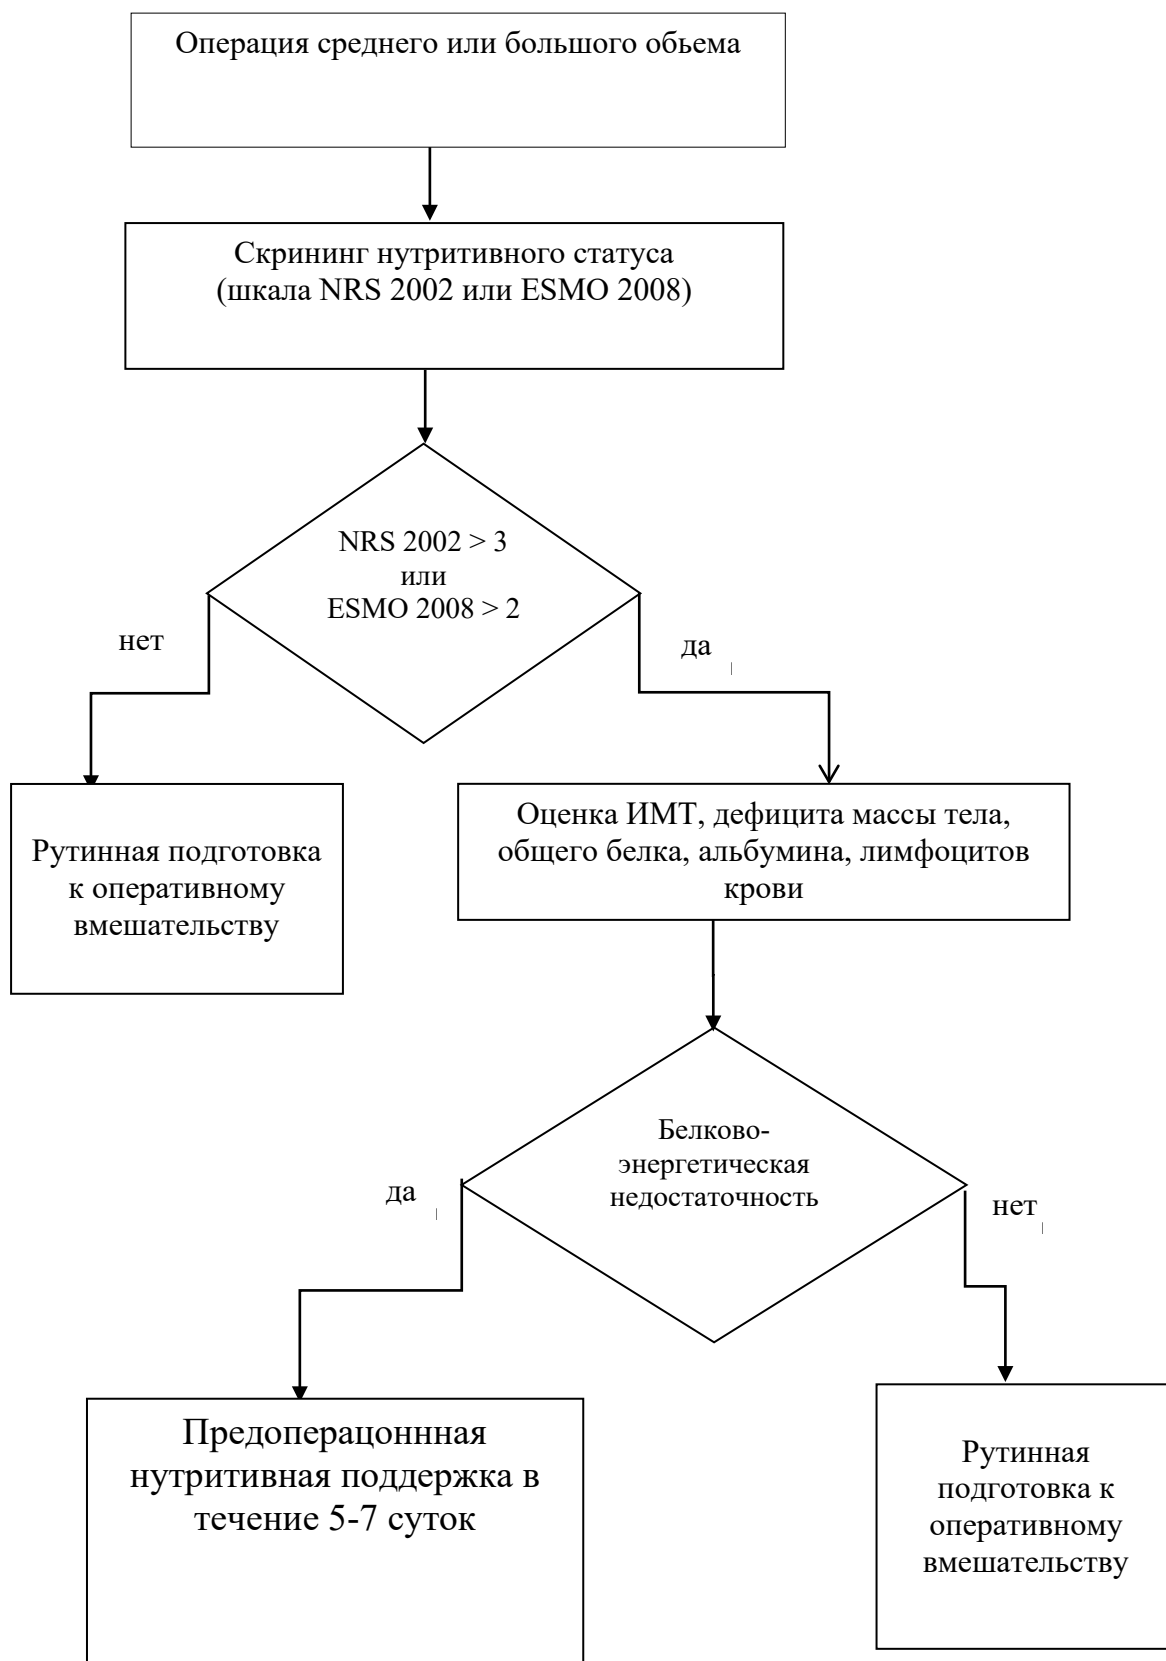 Операция среднего или большого обьема
Скрининг нутритивного статуса
(шкала NRS 2002 или ESMO 2008)
NRS 2002 > 3
или
ESMO 2008 > 2
нет
да
Рутинная подготовка
к оперативному
вмешательству
Оценка ИМТ, дефицита массы тела,
общего белка, альбумина, лимфоцитов
крови
Белково-
энергетическая
недостаточность
да
нет
Предоперацоннная
нутритивная поддержка в
течение 5-7 суток
Рутинная
подготовка к
оперативному
вмешательству